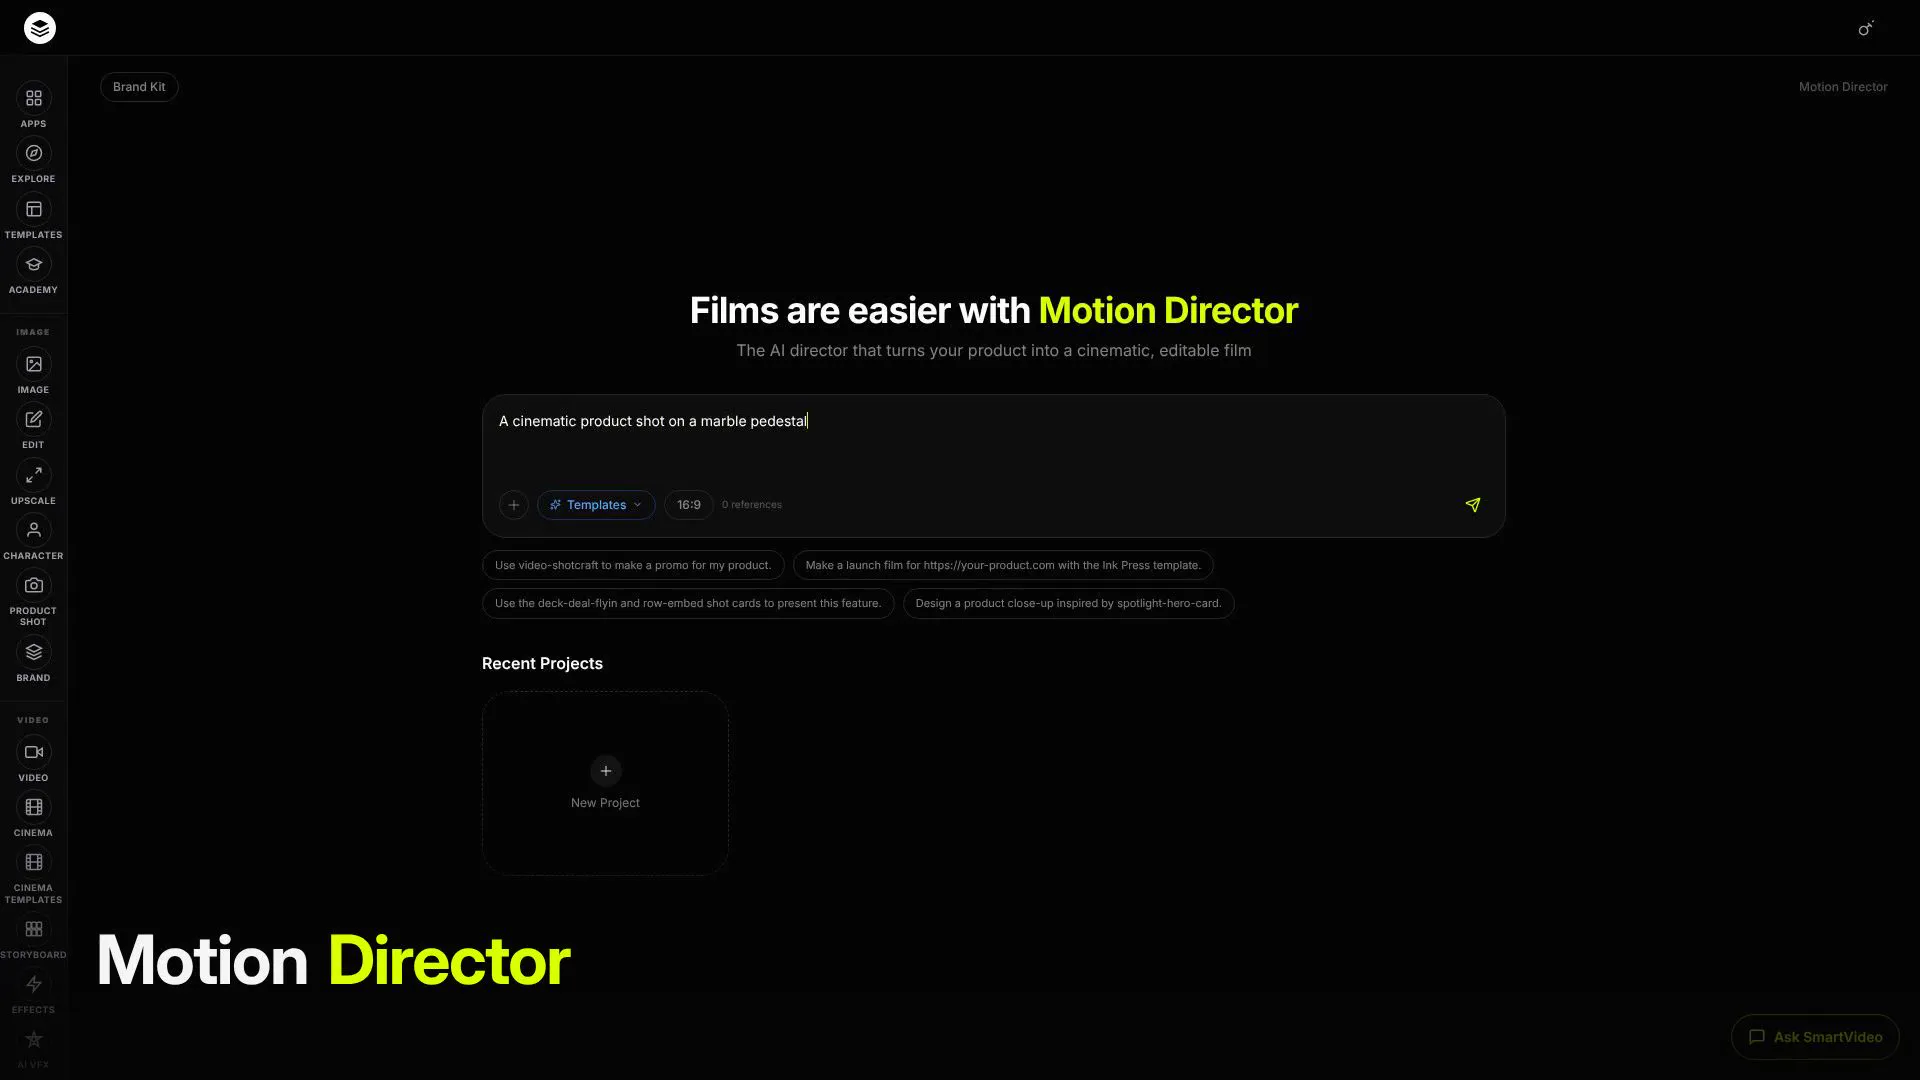 Brand Kit
Motion Director
APPS
EXPLORE
TEMPLATES
ACADEMY
IMAGE
IMAGE
EDIT
UPSCALE
CHARACTER
PRODUCT
SHOT
BRAND
VIDEO
VIDEO
CINEMA
CINEMA
TEMPLATES
STORYBOARD
EFFECTS
AI VFX
Films are easier with Motion Director
The AI director that turns your product into a cinematic, editable film
A cinematic product shot on a marble pedestal
Templates
16:9
0 references
Use video-shotcraft to make a promo for my product.
Make a launch film for https://your-product.com with the Ink Press template.
Use the deck-deal-flyin and row-embed shot cards to present this feature.
Design a product close-up inspired by spotlight-hero-card.
Recent Projects
New Project
Motion Director
Ask SmartVideo